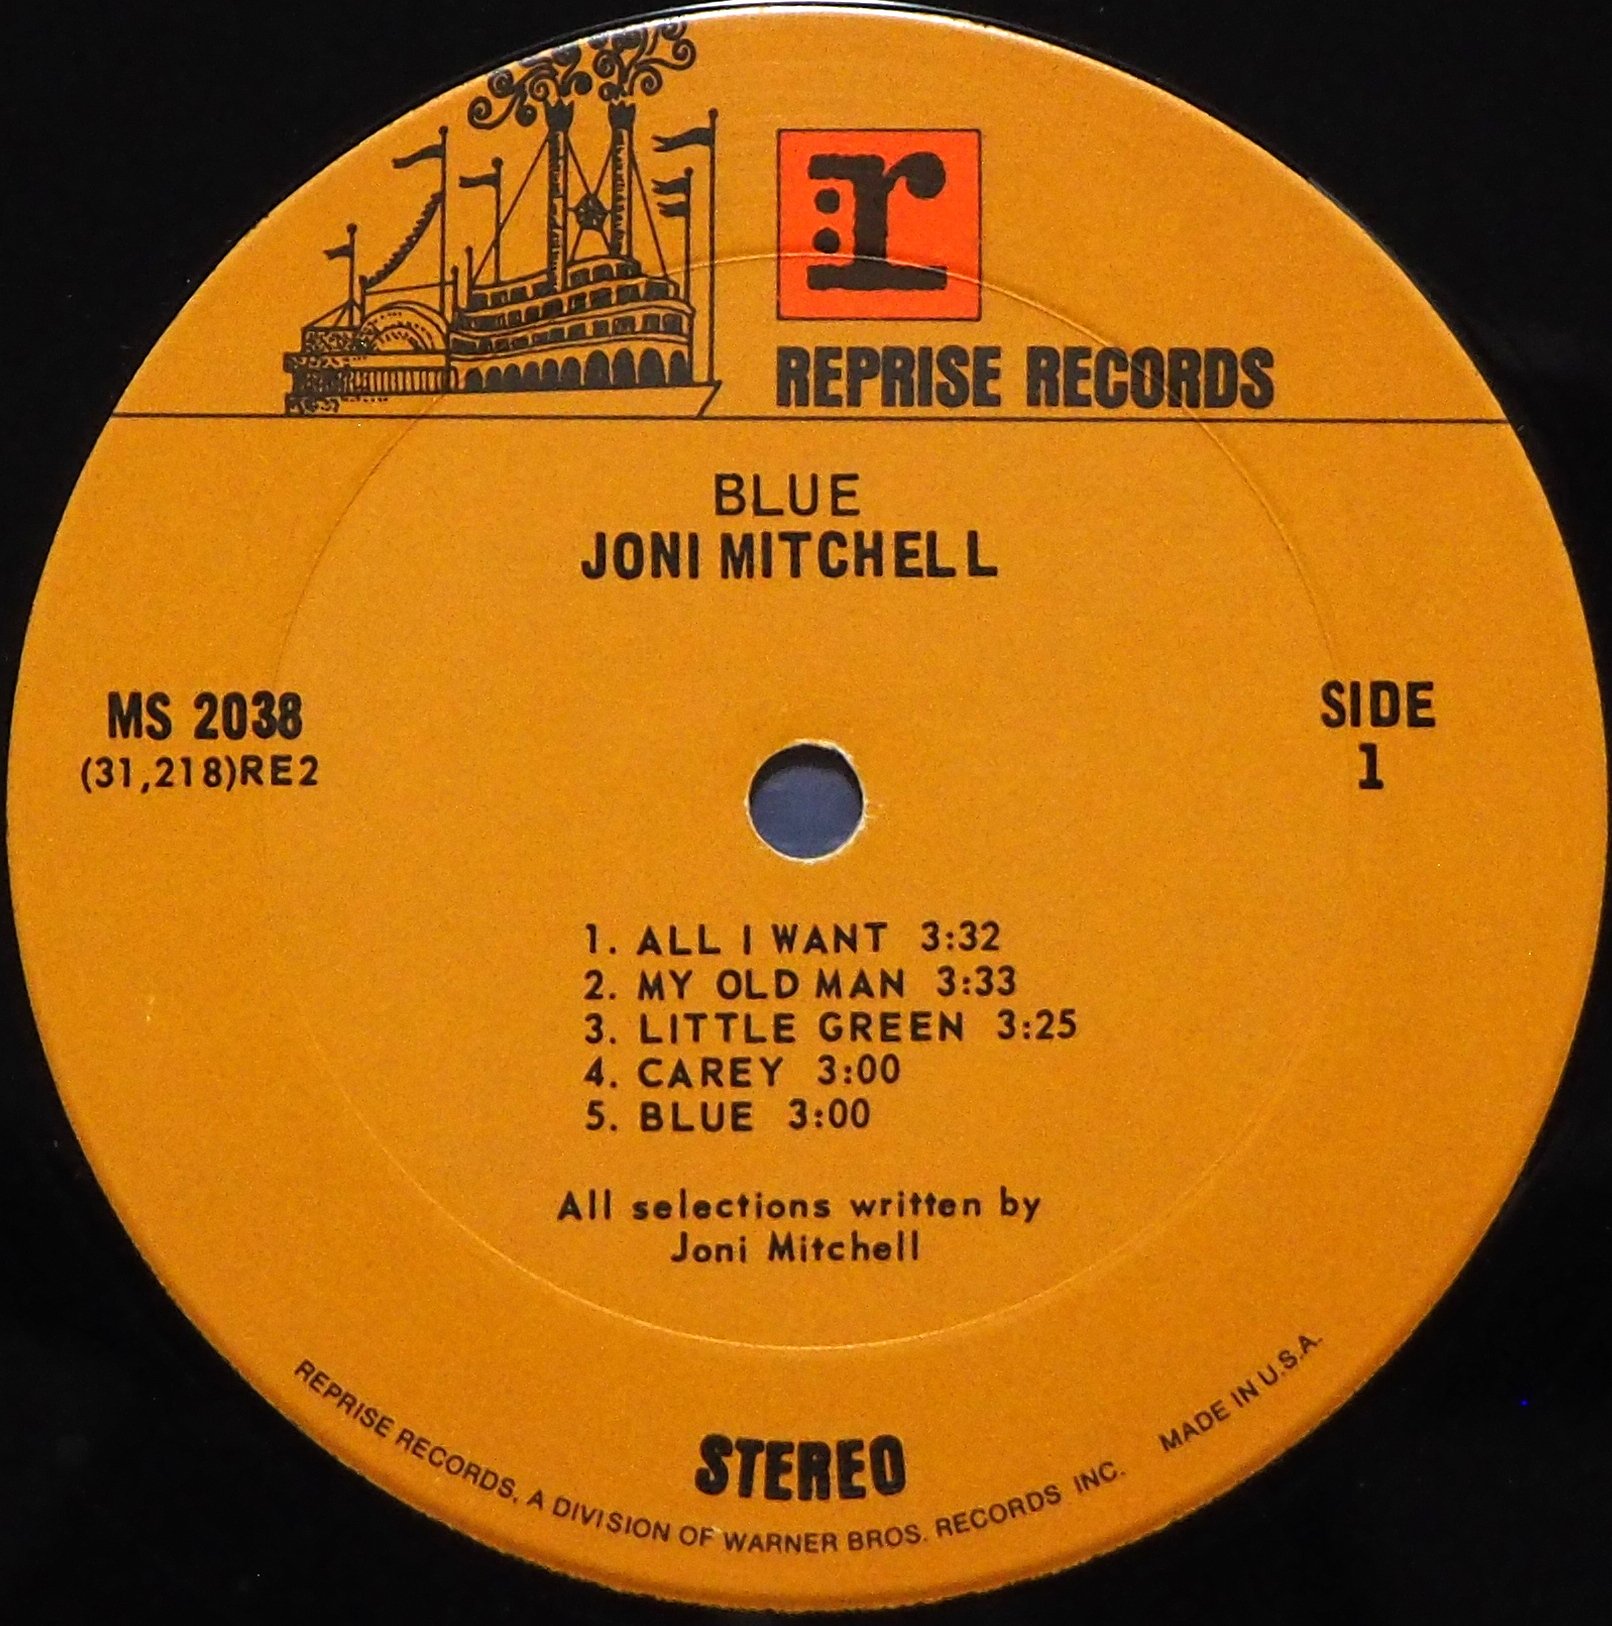 r:
REPRISE RECORDS
BLUE
JONI MITCHELL
MS 2038
(31,218)RE2
SIDE
1
1. ALL I WANT 3:32
2. MY OLD MAN 3:33
3. LITTLE GREEN 3:25
4. CAREY 3:00
5. BLUE 3:00
All selections written by
Joni Mitchell
STEREO
REPRISE RECORDS, A DIVISION OF WARNER BROS. RECORDS INC. MADE IN U.S.A.